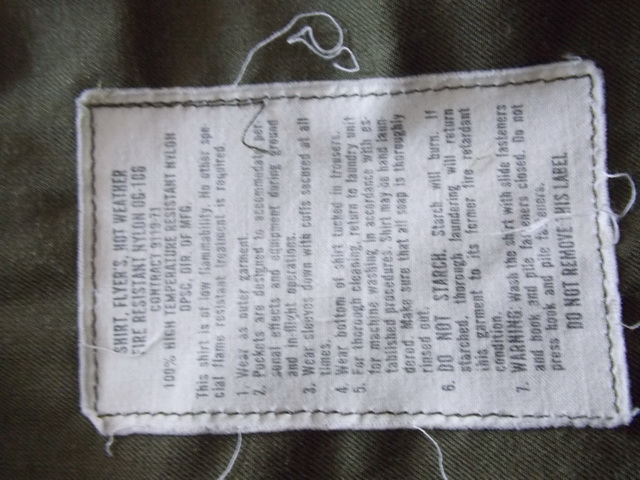 SHIRT, FLYER'S, HOT WEATHER
FIRE RESISTANT, NYLON OG-106
CONTRACT 9119-71
DPSC, DIR. OF MFG.
100% HIGH TEMPERATURE RESISTANT NYLON
This shirt is of low flammability. No other spe-
cial flame resistant treatment is required.
1. Wear as outer garment.
2. Pockets are designed to accommodate per-
sonal effects and equipment during ground
and in-flight operations.
3. Wear sleeves down with cuffs secured at all
times.
4. Wear bottom of shirt tucked in trousers.
5. For thorough cleaning, return to laundry unit
for machine washing in accordance with es-
tablished procedures. Shirt may be hand laun-
dered. Make sure that all soap is thoroughly
rinsed out.
6. DO NOT STARCH. Starch will burn. If
starched, thorough laundering will return
this garment to its former fire retardant
condition.
7. WARNING: Wash the shirt with slide fasteners
and hook and pile fasteners closed. Do not
press hook and pile fasteners.
DO NOT REMOVE THIS LABEL